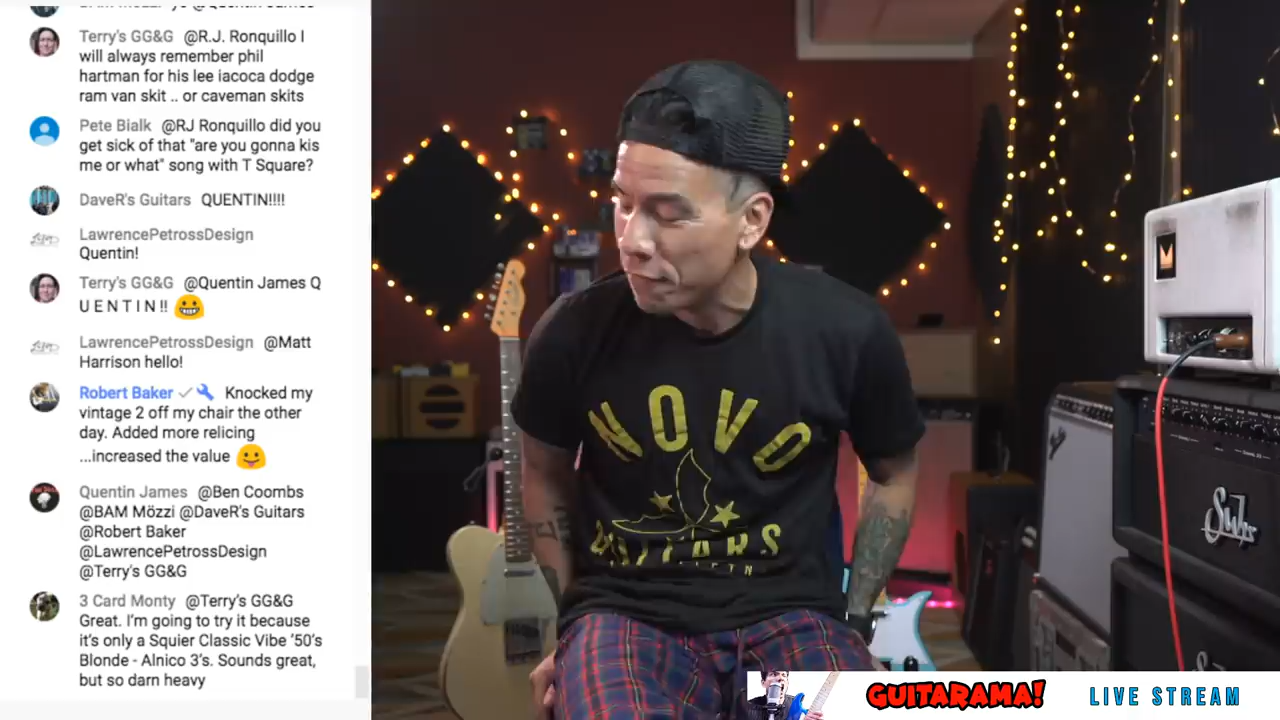 Terry's GG&G @R.J. Ronquillo I
will always remember phil
hartman for his lee iacoca dodge
ram van skit .. or caveman skits
Pete Bialk @RJ Ronquillo did you
get sick of that "are you gonna kis
me or what" song with T Square?
DaveR's Guitars QUENTIN!!!!
LawrencePetrossDesign
Quentin!
Terry's GG&G @Quentin James Q
U E N T I N !! 😀
LawrencePetrossDesign @Matt
Harrison hello!
Robert Baker Knocked my
vintage 2 off my chair the other
day. Added more relicing
...increased the value 😛
Quentin James @Ben Coombs
@BAM Mözzi @DaveR's Guitars
@Robert Baker
@LawrencePetrossDesign
@Terry's GG&G
3 Card Monty @Terry's GG&G
Great. I'm going to try it because
it's only a Squier Classic Vibe '50's
Blonde - Alnico 3's. Sounds great,
but so darn heavy
NOVO
GUITARS
Suhr
GUITARAMA!
LIVE STREAM